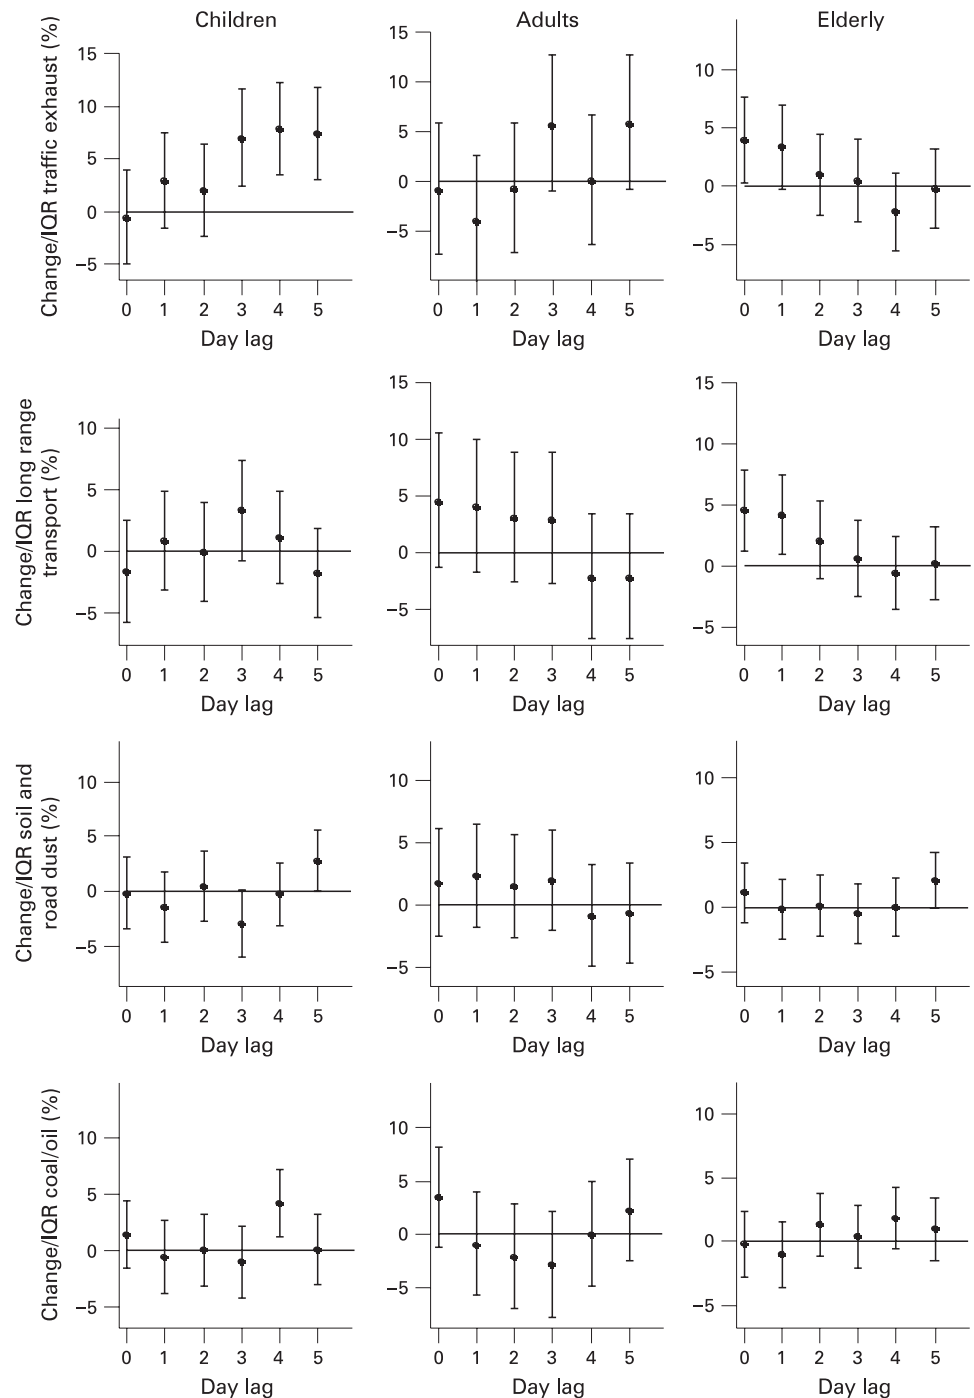 Children Adults Elderly
Change/IQR traffic exhaust (%)
15
10
5
0
−5
0 1 2 3 4 5
Day lag
15
10
5
0
−5
0 1 2 3 4 5
Day lag
10
5
0
−5
0 1 2 3 4 5
Day lag
Change/IQR long range
transport (%)
10
5
0
−5
0 1 2 3 4 5
Day lag
15
10
5
0
−5
0 1 2 3 4 5
Day lag
15
10
5
0
−5
0 1 2 3 4 5
Day lag
Change/IQR soil and
road dust (%)
10
5
0
−5
0 1 2 3 4 5
Day lag
10
5
0
−5
0 1 2 3 4 5
Day lag
10
5
0
−5
0 1 2 3 4 5
Day lag
Change/IQR coal/oil (%)
10
5
0
−5
0 1 2 3 4 5
Day lag
10
5
0
−5
0 1 2 3 4 5
Day lag
10
5
0
−5
0 1 2 3 4 5
Day lag